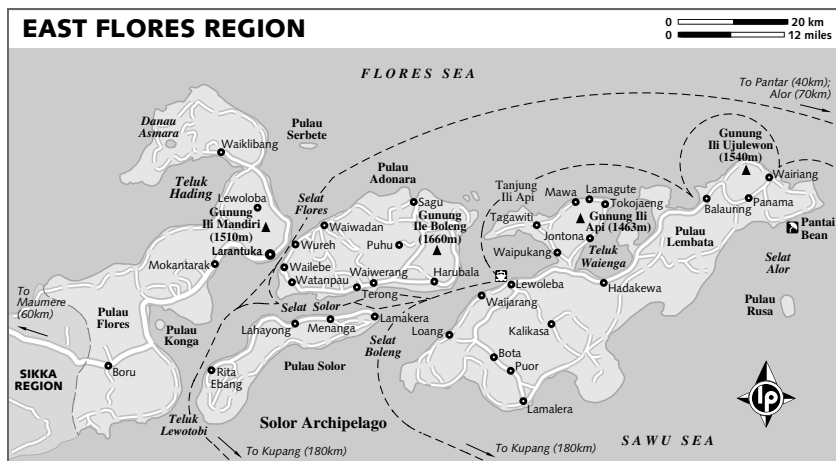 EAST FLORES REGION
0 20 km
0 12 miles
FLORES SEA
To Pantar (40km);
Alor (70km)
Danau
Asmara
Pulau
Serbete
Waiklibang
Gunung
Ili Ujulewon
(1540m)
Wairiang
Pulau
Adonara
Tanjung
Ili Api
Mawa
Lamagute
Tokojaeng
Teluk
Hading
Lewoloba
Gunung
Ili Mandiri
(1510m)
Selat
Flores
Sagu
Gunung
Ile Boleng
(1660m)
Tagawiti
Gunung Ili
Api (1463m)
Balauring
Panama
Pantai
Bean
Waiwadan
Wureh
Puhu
Jontona
Waipukang
Teluk
Waienga
Pulau
Lembata
Selat
Alor
Larantuka
Mokantarak
Wailebe
Watanpau
Waiwerang
Terong
Harubala
Lewoleba
Hadakewa
To
Maumere
(60km)
Pulau
Flores
Pulau
Konga
Selat Solor
Lahayong
Menanga
Lamakera
Selat
Boleng
Waijarang
Loang
Kalikasa
Pulau
Rusa
SIKKA
REGION
Boru
Rita
Ebang
Pulau Solor
Bota
Puor
Lamalera
Teluk
Lewotobi
Solor Archipelago
To Kupang (180km)
To Kupang (180km)
SAWU SEA
lp